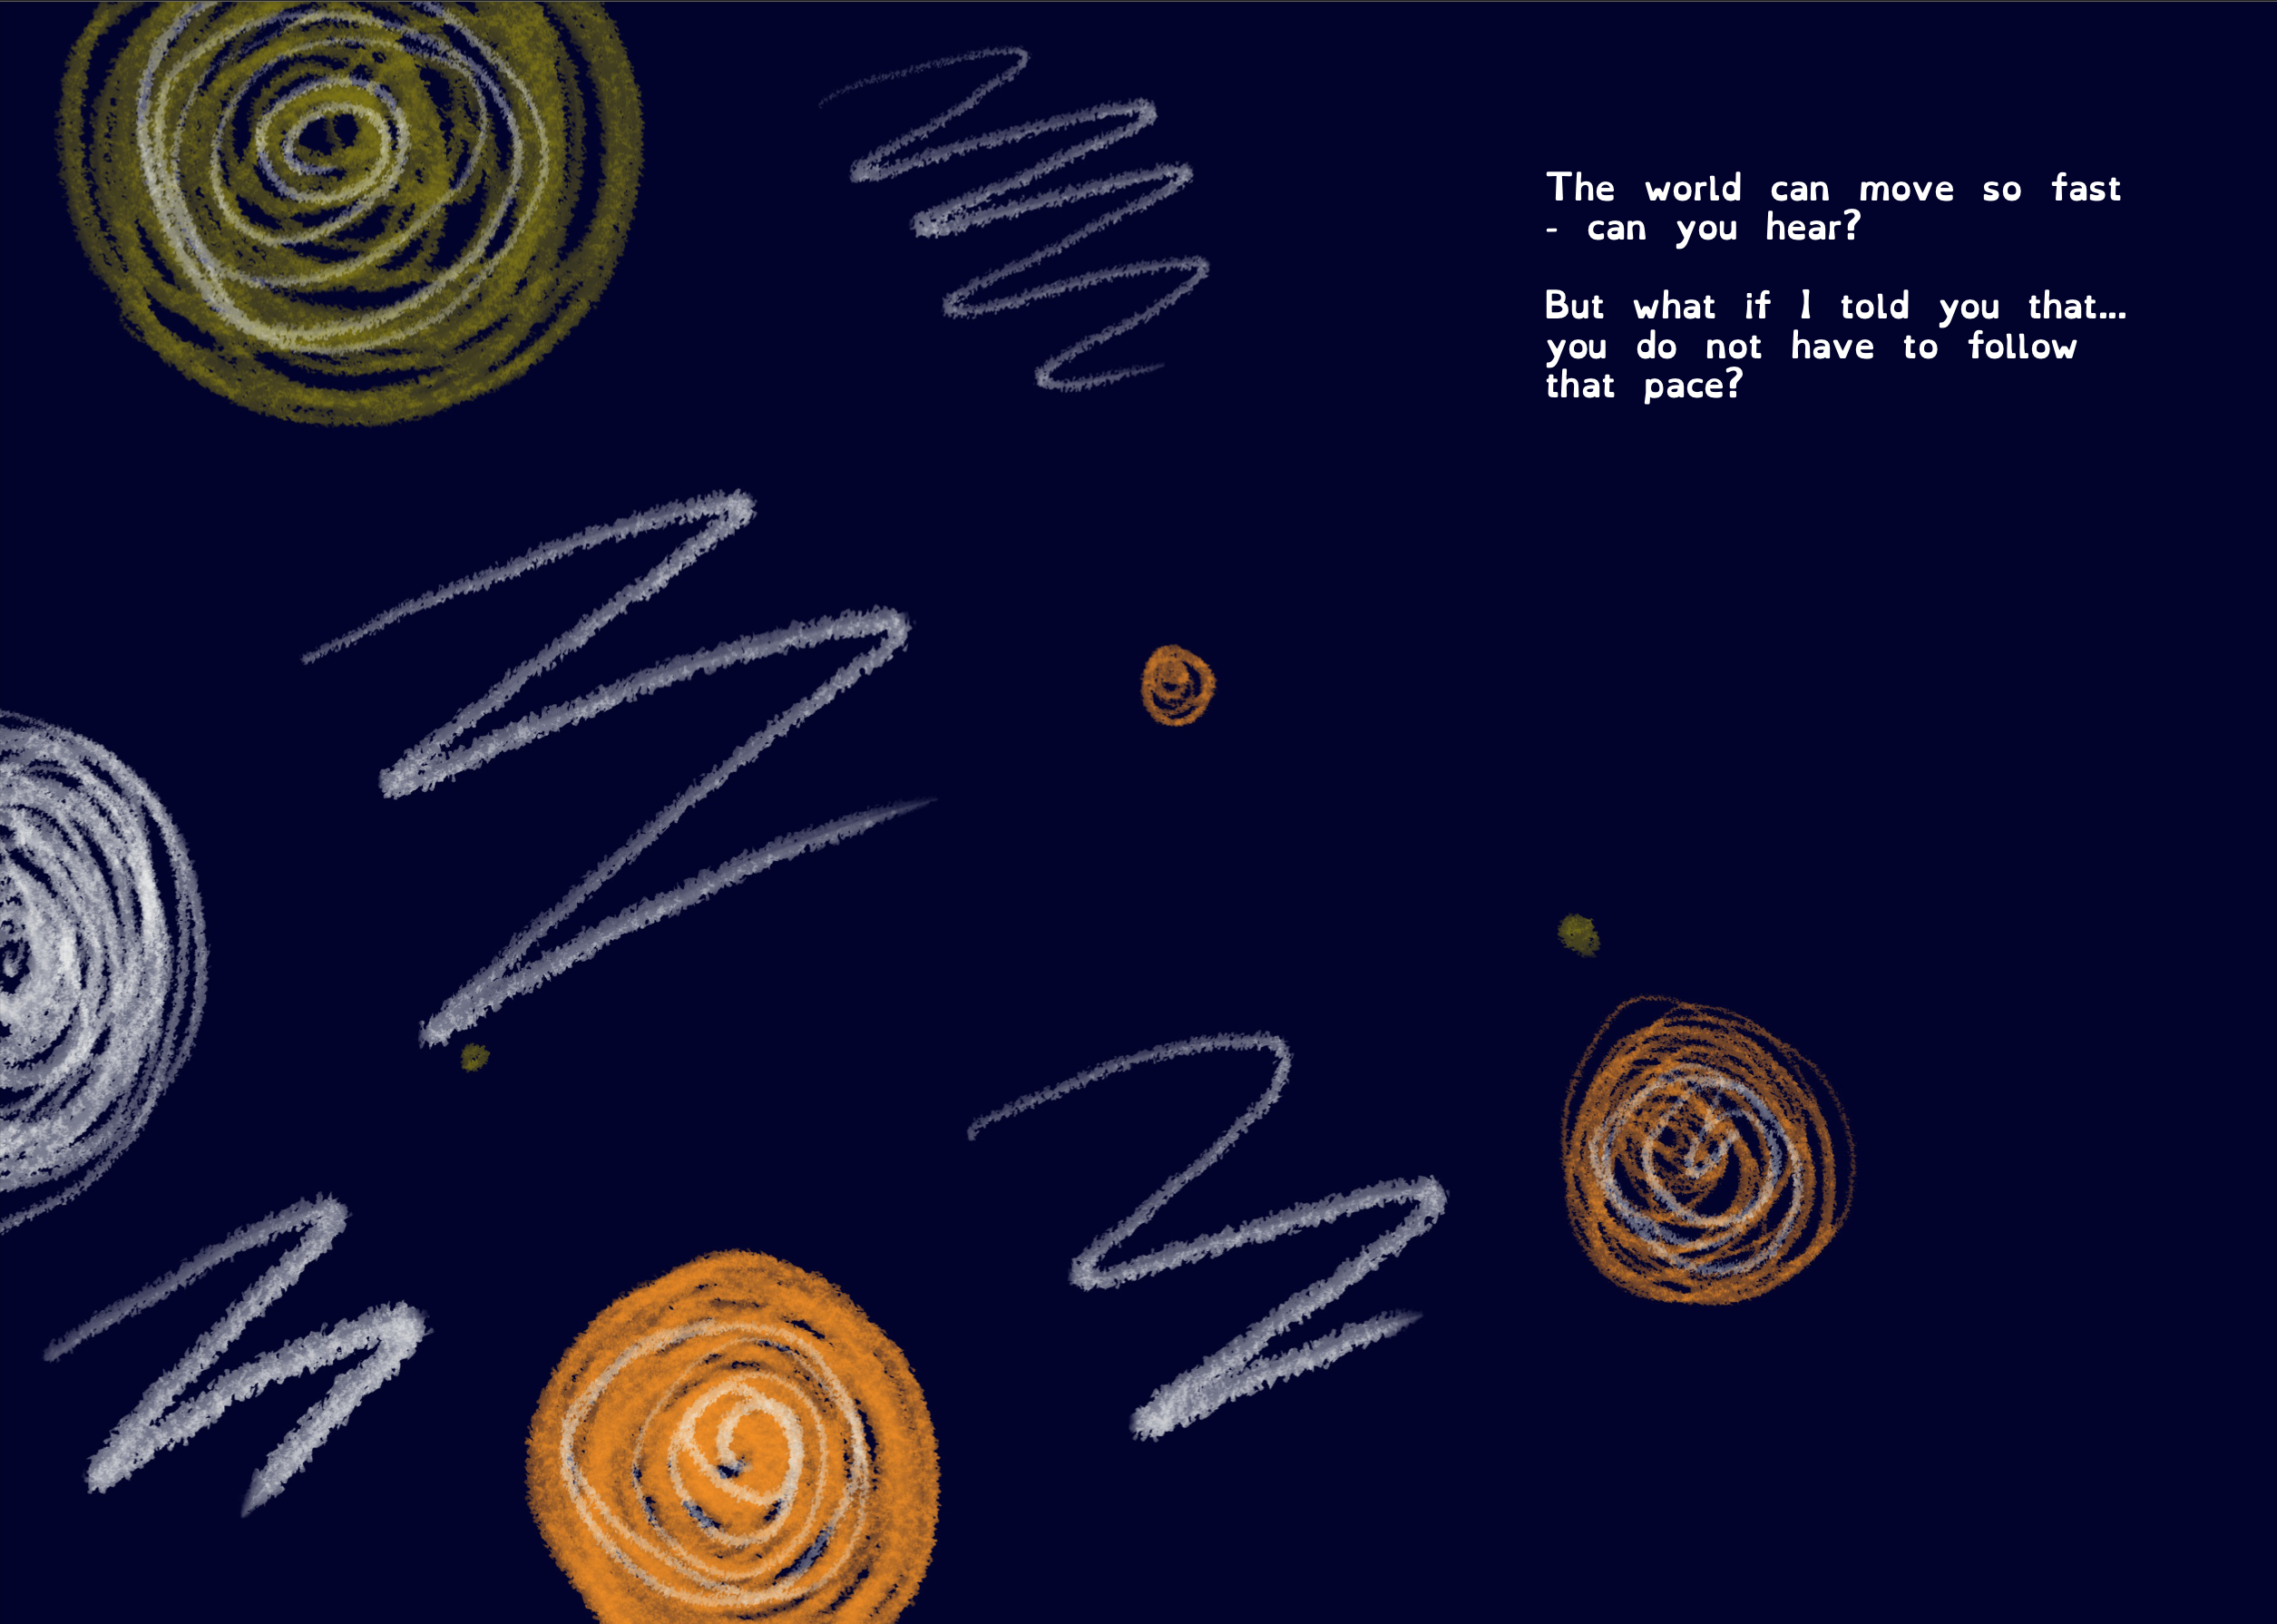 The world can move so fast
- can you hear?
But what if I told you that...
you do not have to follow
that pace?